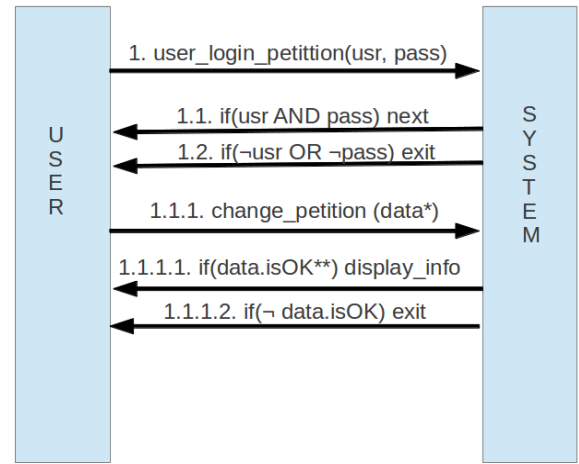 1. user_login_petittion(usr, pass)
1.1. if(usr AND pass) next
1.2. if(¬usr OR ¬pass) exit
USER
SYSTEM
1.1.1. change_petition (data*)
1.1.1.1. if(data.isOK**) display_info
1.1.1.2. if(¬ data.isOK) exit